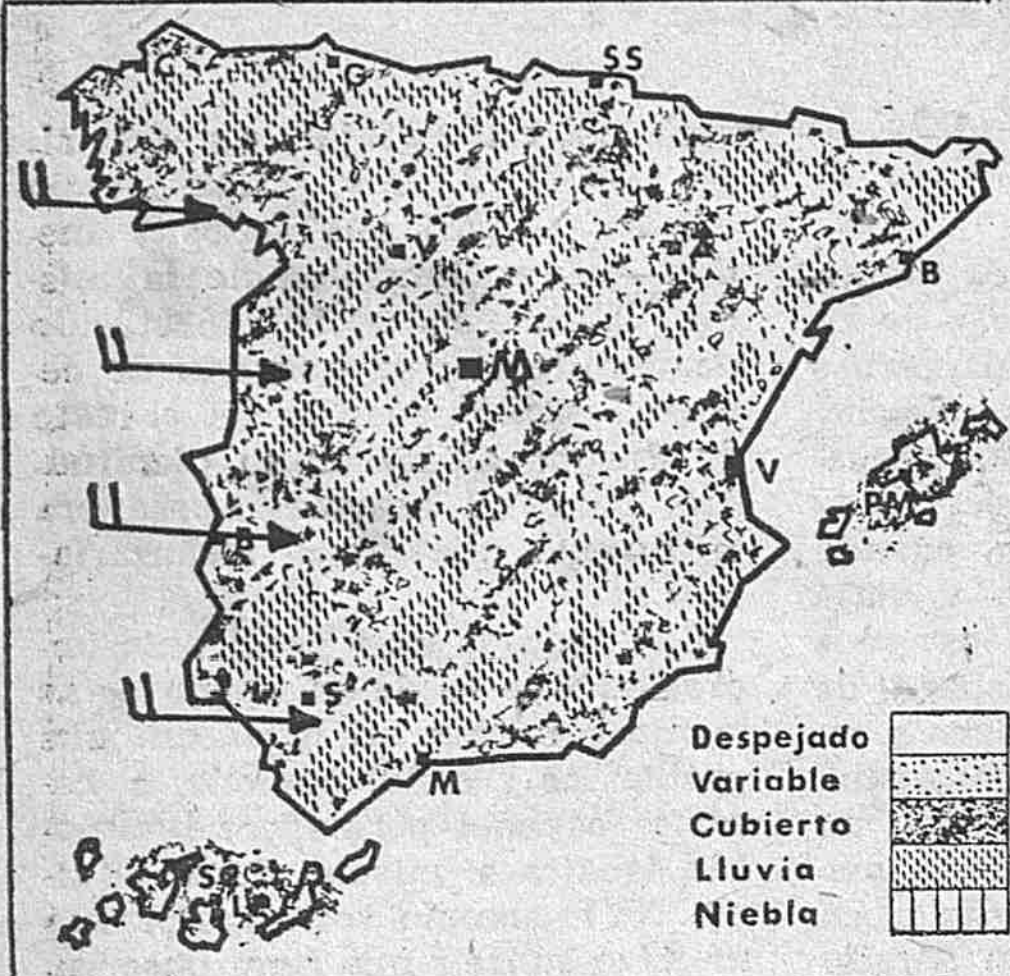 C
G
SS
V
Z
B
M
V
PM
B
S
M
Despejado
Variable
Cubierto
Lluvia
Niebla